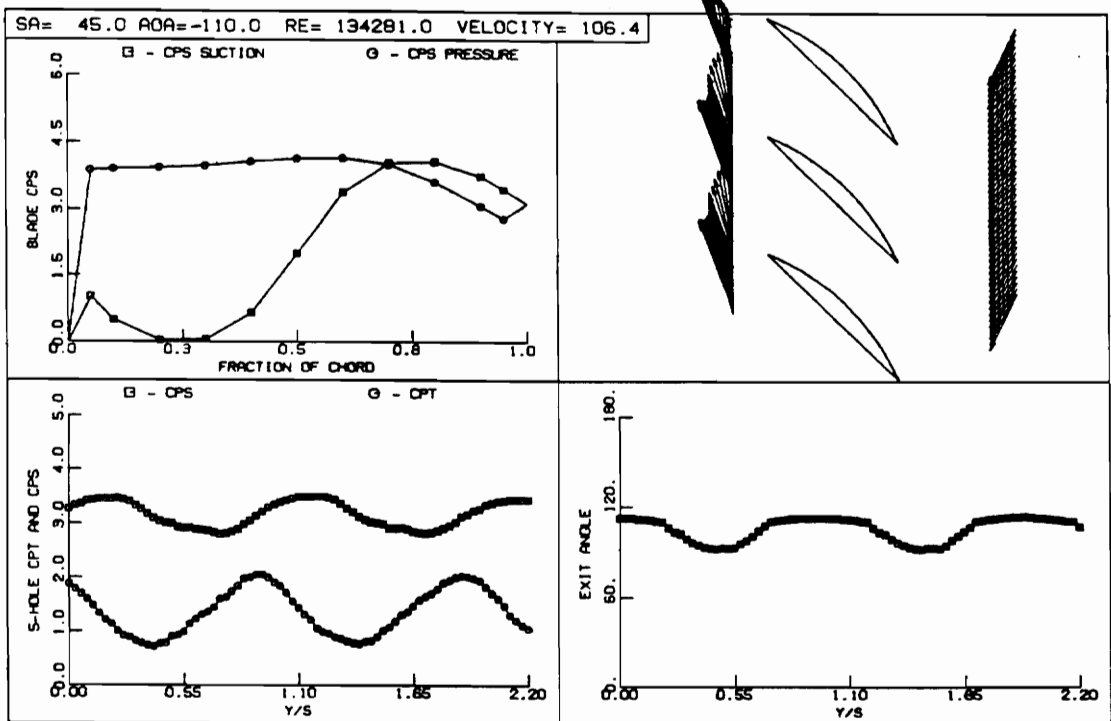 SA= 45.0 AOA=-110.0 RE= 134281.0 VELOCITY= 106.4
- CPS SUCTION - CPS PRESSURE
BLADE CPS
6.0
4.5
3.0
1.5
0.0
0.0 0.3 0.5 0.8 1.0
FRACTION OF CHORD
- CPS - CPT
5-HOLE CPT AND CPS
5.0
4.0
3.0
2.0
1.0
0.0
0.00 0.55 1.10 1.65 2.20
Y/S
EXIT ANGLE
180.
120.
60.
0.
0.00 0.55 1.10 1.65 2.20
Y/S